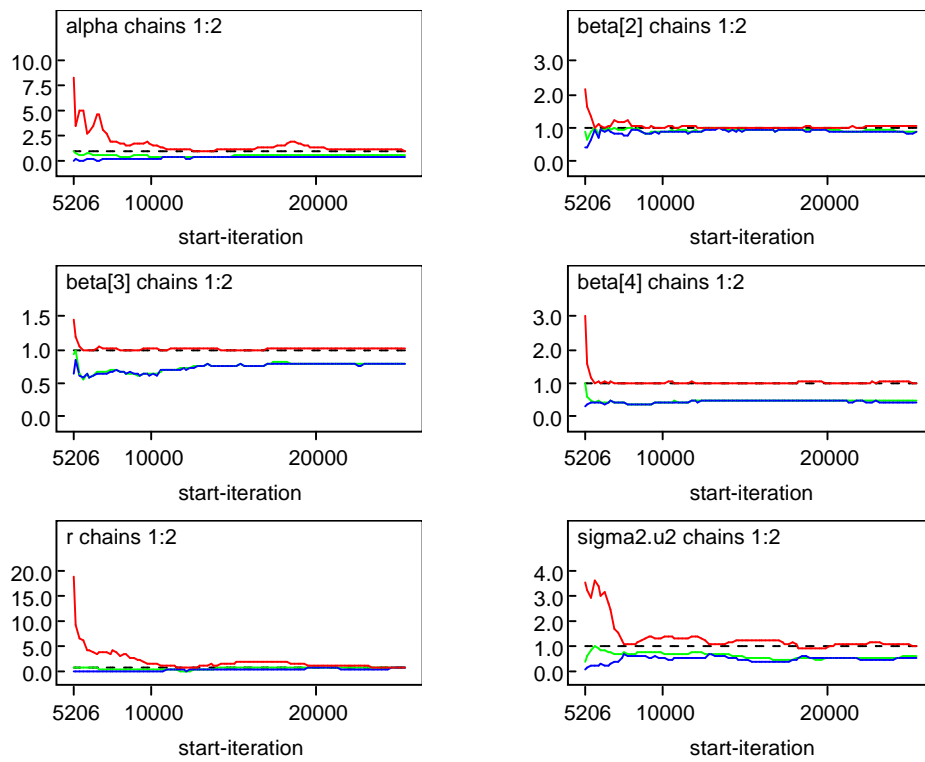 alpha chains 1:2
10.0
7.5
5.0
2.5
0.0
5206 10000 20000
start-iteration
beta[2] chains 1:2
3.0
2.0
1.0
0.0
5206 10000 20000
start-iteration
beta[3] chains 1:2
1.5
1.0
0.5
0.0
5206 10000 20000
start-iteration
beta[4] chains 1:2
3.0
2.0
1.0
0.0
5206 10000 20000
start-iteration
r chains 1:2
20.0
15.0
10.0
5.0
0.0
5206 10000 20000
start-iteration
sigma2.u2 chains 1:2
4.0
3.0
2.0
1.0
0.0
5206 10000 20000
start-iteration